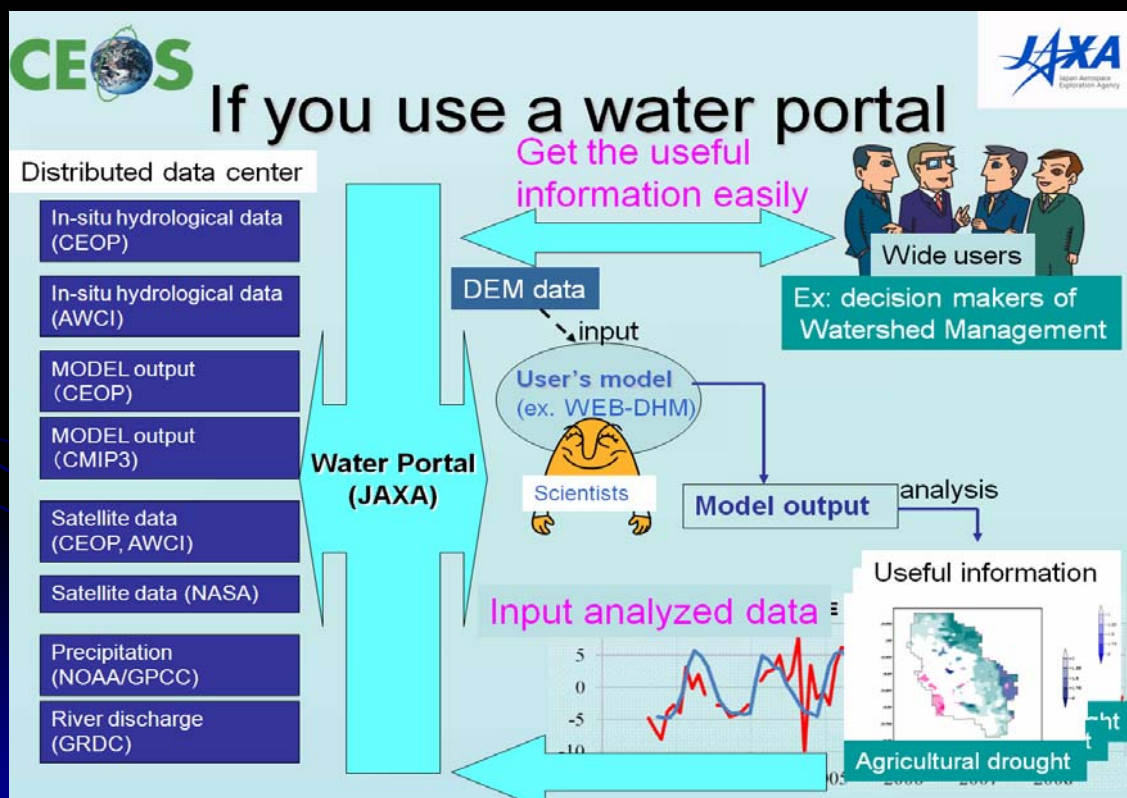 CEOS
JAXA
Japan Aerospace
Exploration Agency
If you use a water portal
Distributed data center
In-situ hydrological data
(CEOP)
In-situ hydrological data
(AWCI)
MODEL output
(CEOP)
MODEL output
(CMIP3)
Satellite data
(CEOP, AWCI)
Satellite data (NASA)
Precipitation
(NOAA/GPCC)
River discharge
(GRDC)
Water Portal
(JAXA)
Get the useful
information easily
Wide users
Ex: decision makers of
Watershed Management
DEM data
input
User's model
(ex. WEB-DHM)
Scientists
Model output
analysis
Useful information
Input analyzed data
5
0
-5
-10
Agricultural drought